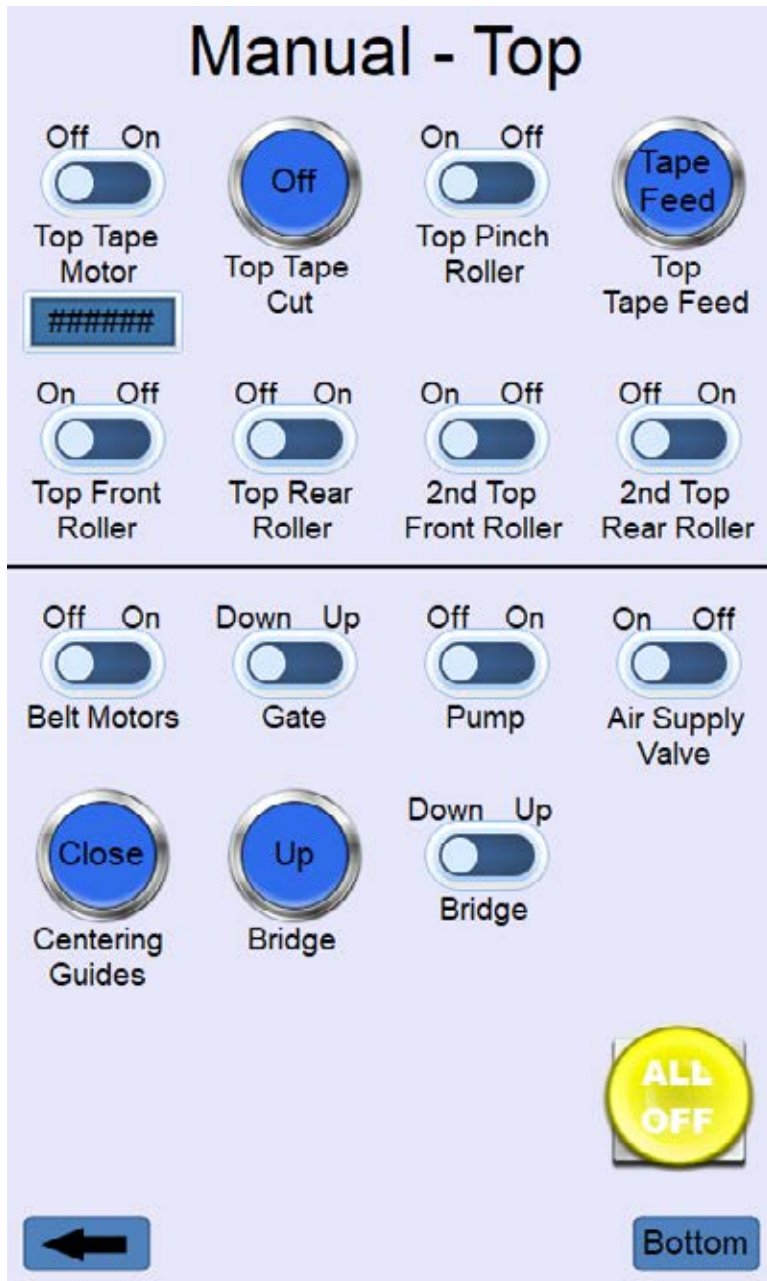 Manual - Top
Off On
Off
On Off
Tape
Feed
Top Tape
Motor
Top Tape
Cut
Top Pinch
Roller
Top
Tape Feed
######
On Off
Off On
On Off
Off On
Top Front
Roller
Top Rear
Roller
2nd Top
Front Roller
2nd Top
Rear Roller
Off On
Down Up
Off On
On Off
Belt Motors
Gate
Pump
Air Supply
Valve
Close
Up
Down Up
Centering
Guides
Bridge
Bridge
ALL
OFF
Bottom